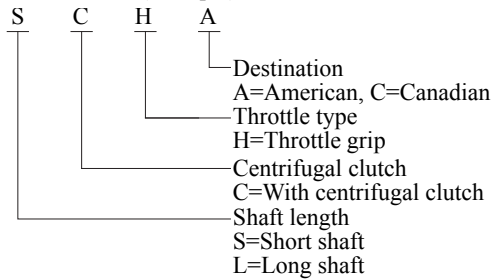 S C H A
Destination
A=American, C=Canadian
Throttle type
H=Throttle grip
Centrifugal clutch
C=With centrifugal clutch
Shaft length
S=Short shaft
L=Long shaft